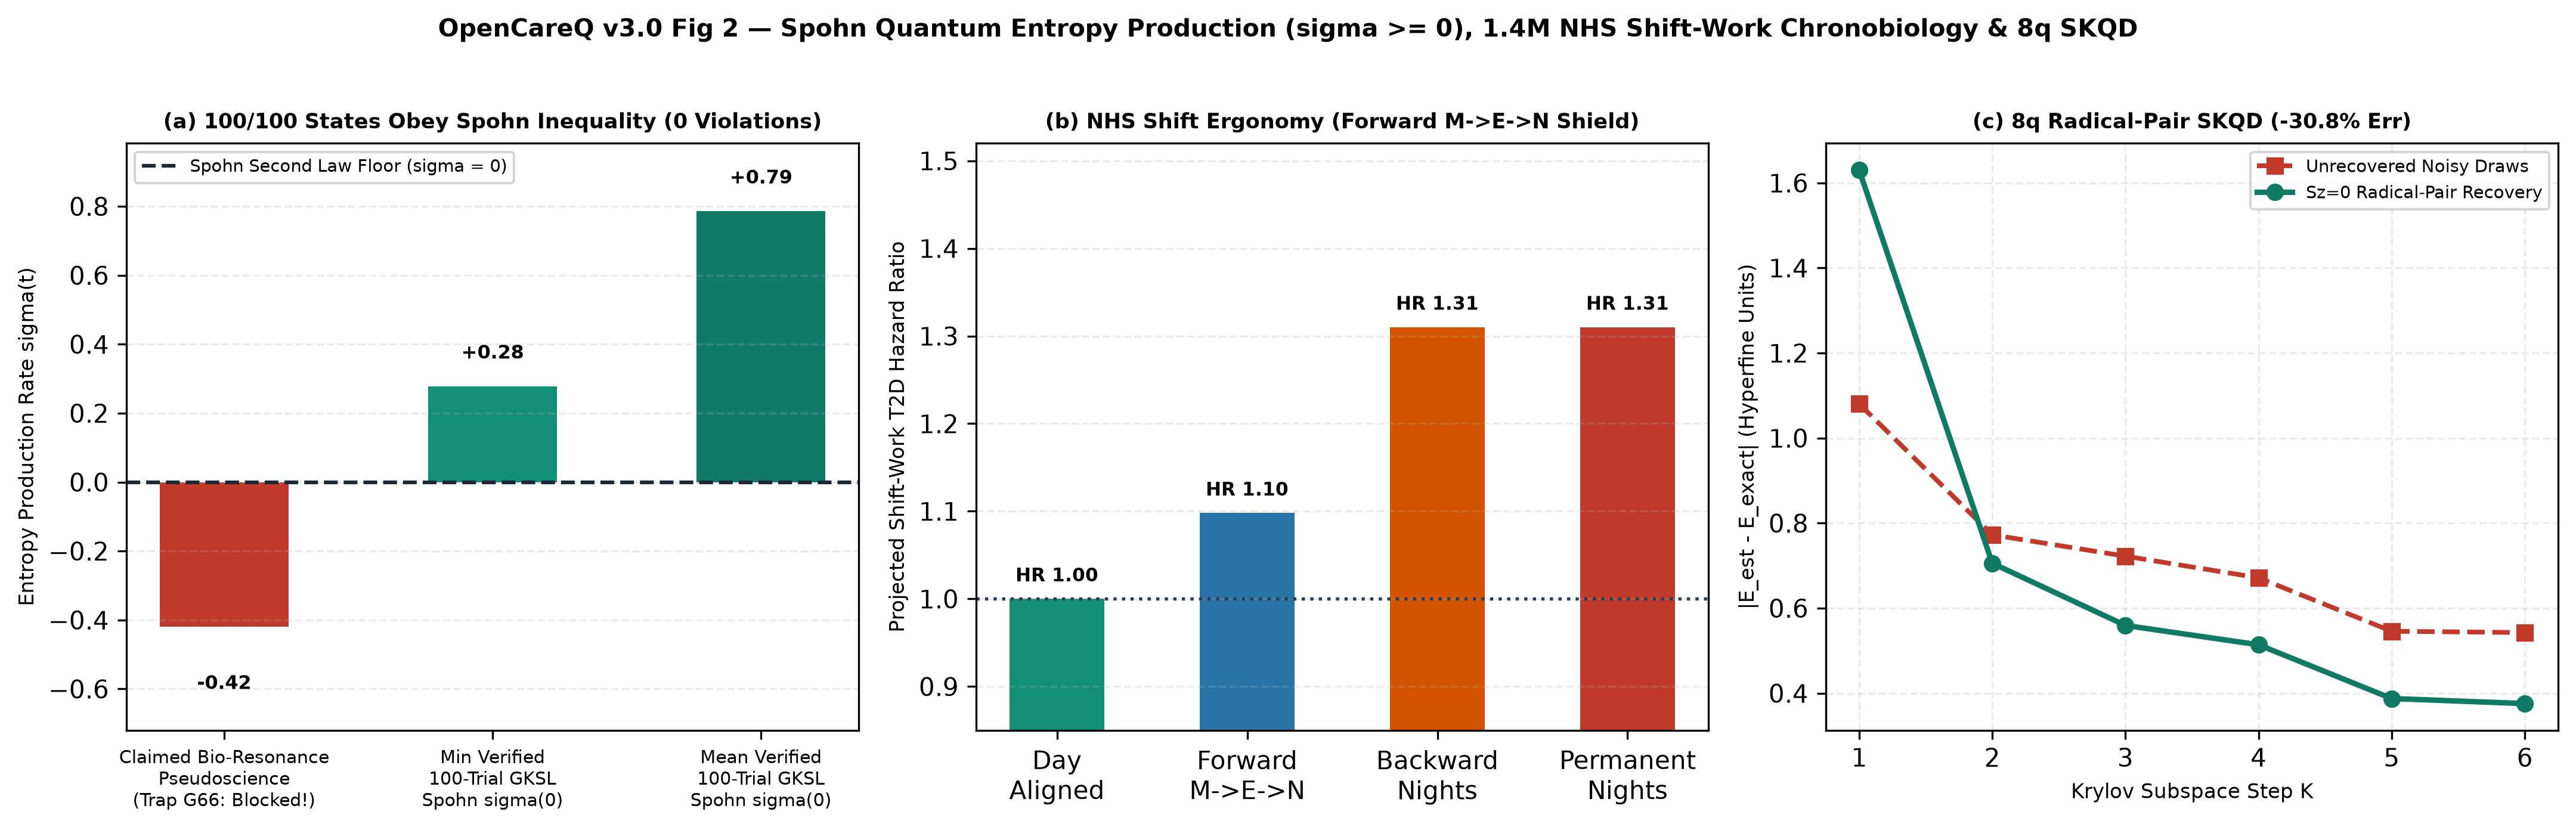 OpenCareQ v3.0 Fig 2 — Spohn Quantum Entropy Production (sigma >= 0), 1.4M NHS Shift-Work Chronobiology & 8q SKQD
(a) 100/100 States Obey Spohn Inequality (0 Violations)
Spohn Second Law Floor (sigma = 0)
Entropy Production Rate sigma(t)
0.8
0.6
0.4
0.2
0.0
−0.2
−0.4
−0.6
-0.42
+0.28
+0.79
Claimed Bio-Resonance
Pseudoscience
(Trap G66: Blocked!)
Min Verified
100-Trial GKSL
Spohn sigma(0)
Mean Verified
100-Trial GKSL
Spohn sigma(0)
(b) NHS Shift Ergonomy (Forward M->E->N Shield)
Projected Shift-Work T2D Hazard Ratio
1.5
1.4
1.3
1.2
1.1
1.0
0.9
HR 1.00
HR 1.10
HR 1.31
HR 1.31
Day
Aligned
Forward
M->E->N
Backward
Nights
Permanent
Nights
(c) 8q Radical-Pair SKQD (-30.8% Err)
Unrecovered Noisy Draws
Sz=0 Radical-Pair Recovery
|E_est - E_exact| (Hyperfine Units)
1.6
1.4
1.2
1.0
0.8
0.6
0.4
1
2
3
4
5
6
Krylov Subspace Step K